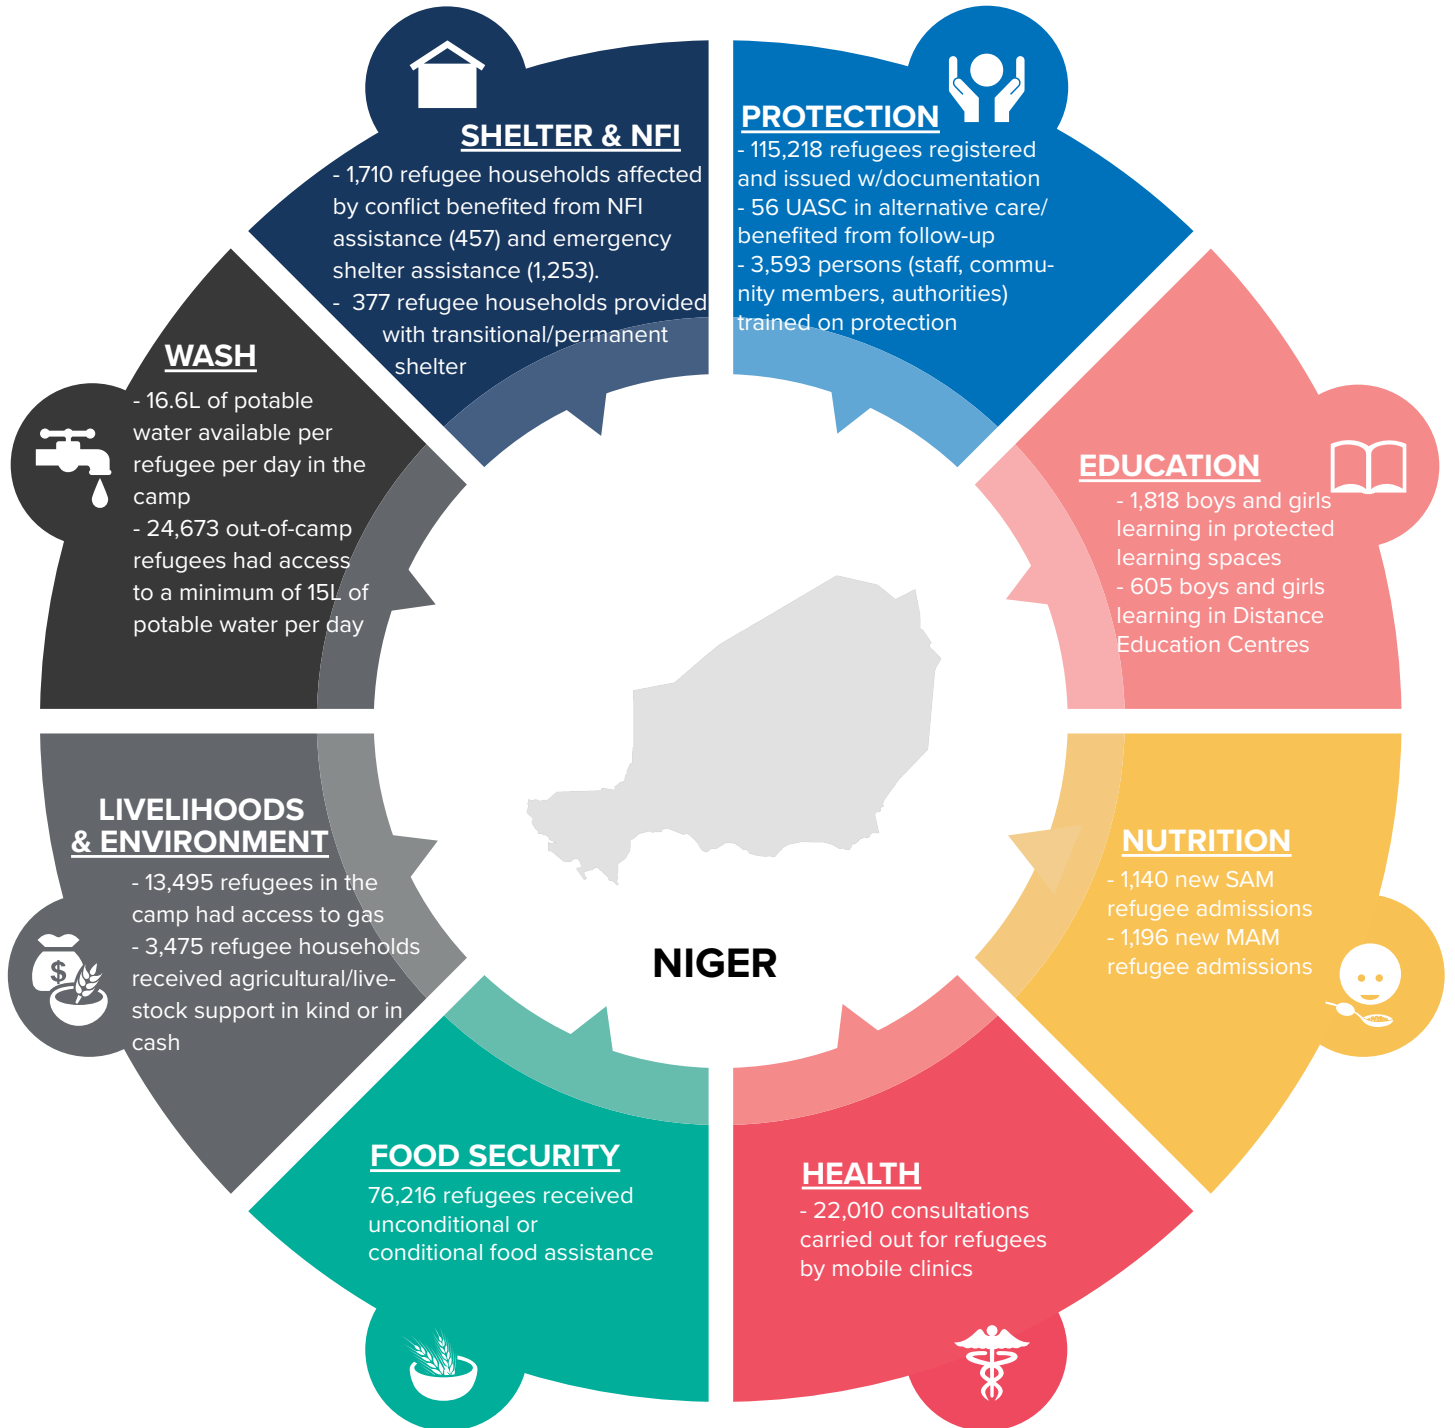 SHELTER & NFI
- 1,710 refugee households affected
by conflict benefited from NFI
assistance (457) and emergency
shelter assistance (1,253).
- 377 refugee households provided
with transitional/permanent
shelter
PROTECTION
- 115,218 refugees registered
and issued w/documentation
- 56 UASC in alternative care/
benefited from follow-up
- 3,593 persons (staff, commu-
nity members, authorities)
trained on protection
WASH
- 16.6L of potable
water available per
refugee per day in the
camp
- 24,673 out-of-camp
refugees had access
to a minimum of 15L of
potable water per day
EDUCATION
- 1,818 boys and girls
learning in protected
learning spaces
- 605 boys and girls
learning in Distance
Education Centres
LIVELIHOODS
& ENVIRONMENT
- 13,495 refugees in the
camp had access to gas
- 3,475 refugee households
received agricultural/live-
stock support in kind or in
cash
$
NIGER
NUTRITION
- 1,140 new SAM
refugee admissions
- 1,196 new MAM
refugee admissions
FOOD SECURITY
76,216 refugees received
unconditional or
conditional food assistance
HEALTH
- 22,010 consultations
carried out for refugees
by mobile clinics